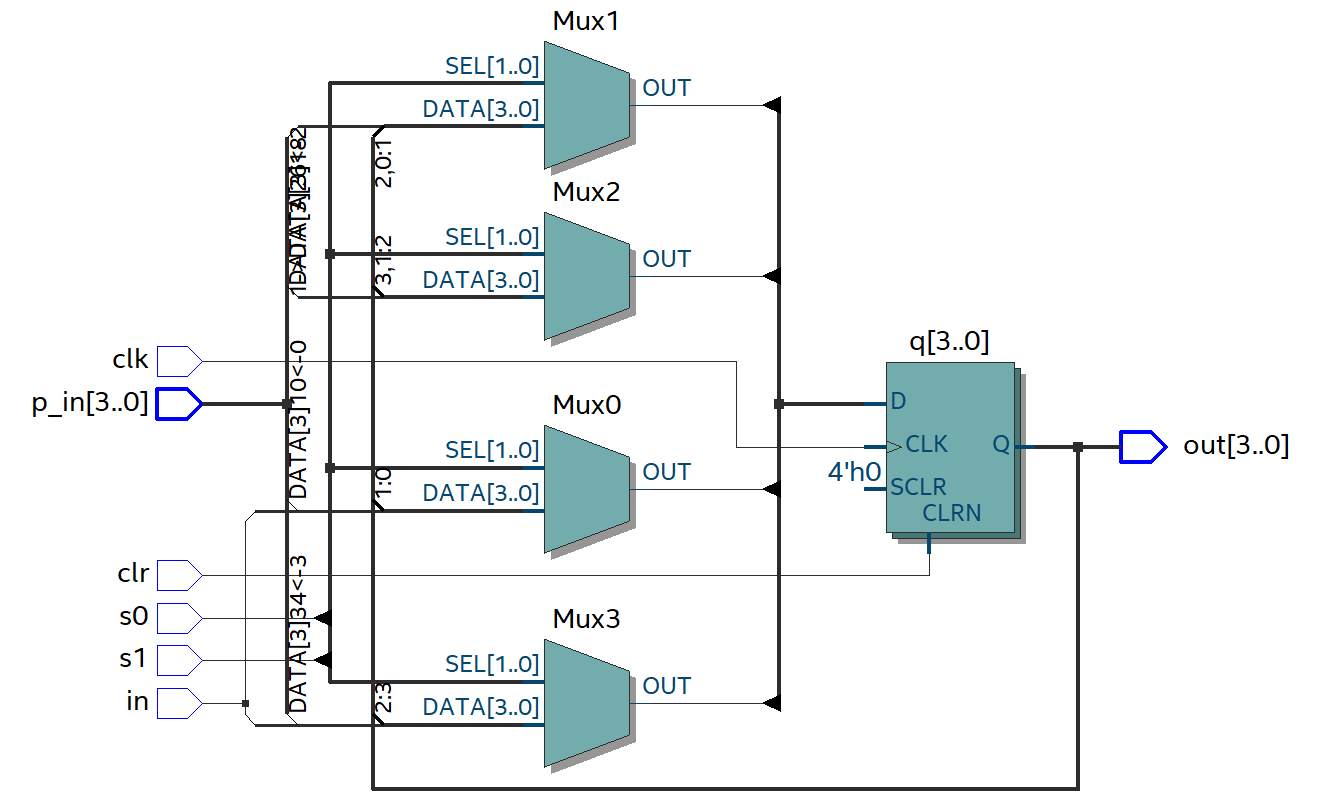 Mux1
SEL[1..0]
DATA[3..0]
OUT
2,0:1
Mux2
SEL[1..0]
DATA[3..0]
OUT
3,1:2
clk
p_in[3..0]
DATA[3]10<-0
Mux0
SEL[1..0]
DATA[3..0]
OUT
1:0
q[3..0]
D
CLK
Q
4'h0
SCLR
CLRN
out[3..0]
clr
s0
s1
in
DATA[3]34<-3
Mux3
SEL[1..0]
DATA[3..0]
OUT
2:3